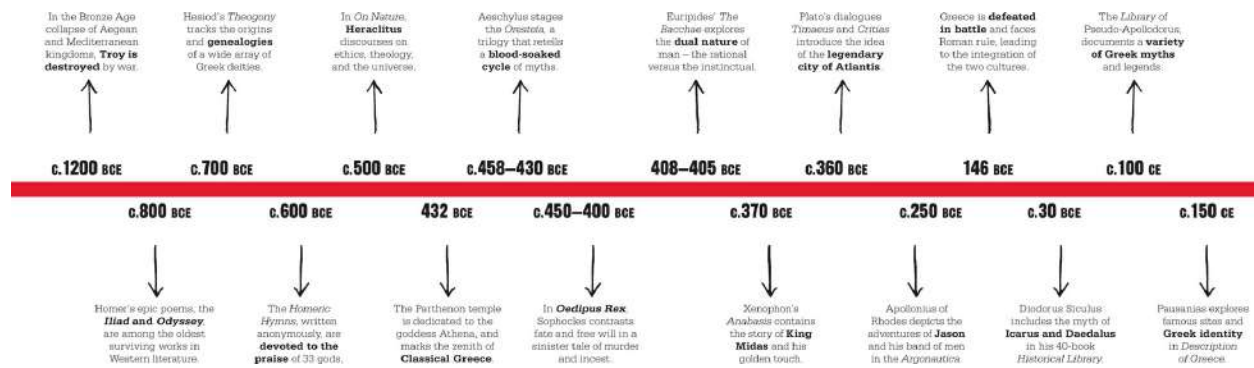 In the Bronze Age
collapse of Aegean
and Mediterranean
kingdoms, Troy is
destroyed by war.
Hesiod's Theogony
tracks the origins
and genealogies
of a wide array of
Greek deities.
In On Nature,
Heraclitus
discourses on
ethics, theology,
and the universe.
Aeschylus stages
the Oresteia, a
trilogy that retells
a blood-soaked
cycle of myths.
Euripides' The
Bacchae explores
the dual nature of
man – the rational
versus the instinctual.
Plato's dialogues
Timaeus and Critias
introduce the idea
of the legendary
city of Atlantis.
Greece is defeated
in battle and faces
Roman rule, leading
to the integration of
the two cultures.
The Library of
Pseudo-Apollodorus,
documents a variety
of Greek myths
and legends.
c.1200 BCE
c.700 BCE
c.500 BCE
c.458–430 BCE
408–405 BCE
c.360 BCE
146 BCE
c.100 CE
c.800 BCE
c.600 BCE
432 BCE
c.450–400 BCE
c.370 BCE
c.250 BCE
c.30 BCE
c.150 CE
Homer's epic poems, the
Iliad and Odyssey,
are among the oldest
surviving works in
Western literature.
The Homeric
Hymns, written
anonymously, are
devoted to the
praise of 33 gods.
The Parthenon temple
is dedicated to the
goddess Athena, and
marks the zenith of
Classical Greece.
In Oedipus Rex,
Sophocles contrasts
fate and free will in a
sinister tale of murder
and incest.
Xenophon's
Anabasis contains
the story of King
Midas and his
golden touch.
Apollonius of
Rhodes depicts the
adventures of Jason
and his band of men
in the Argonautica.
Diodorus Siculus
includes the myth of
Icarus and Daedalus
in his 40-book
Historical Library.
Pausanias explores
famous sites and
Greek identity
in Description
of Greece.